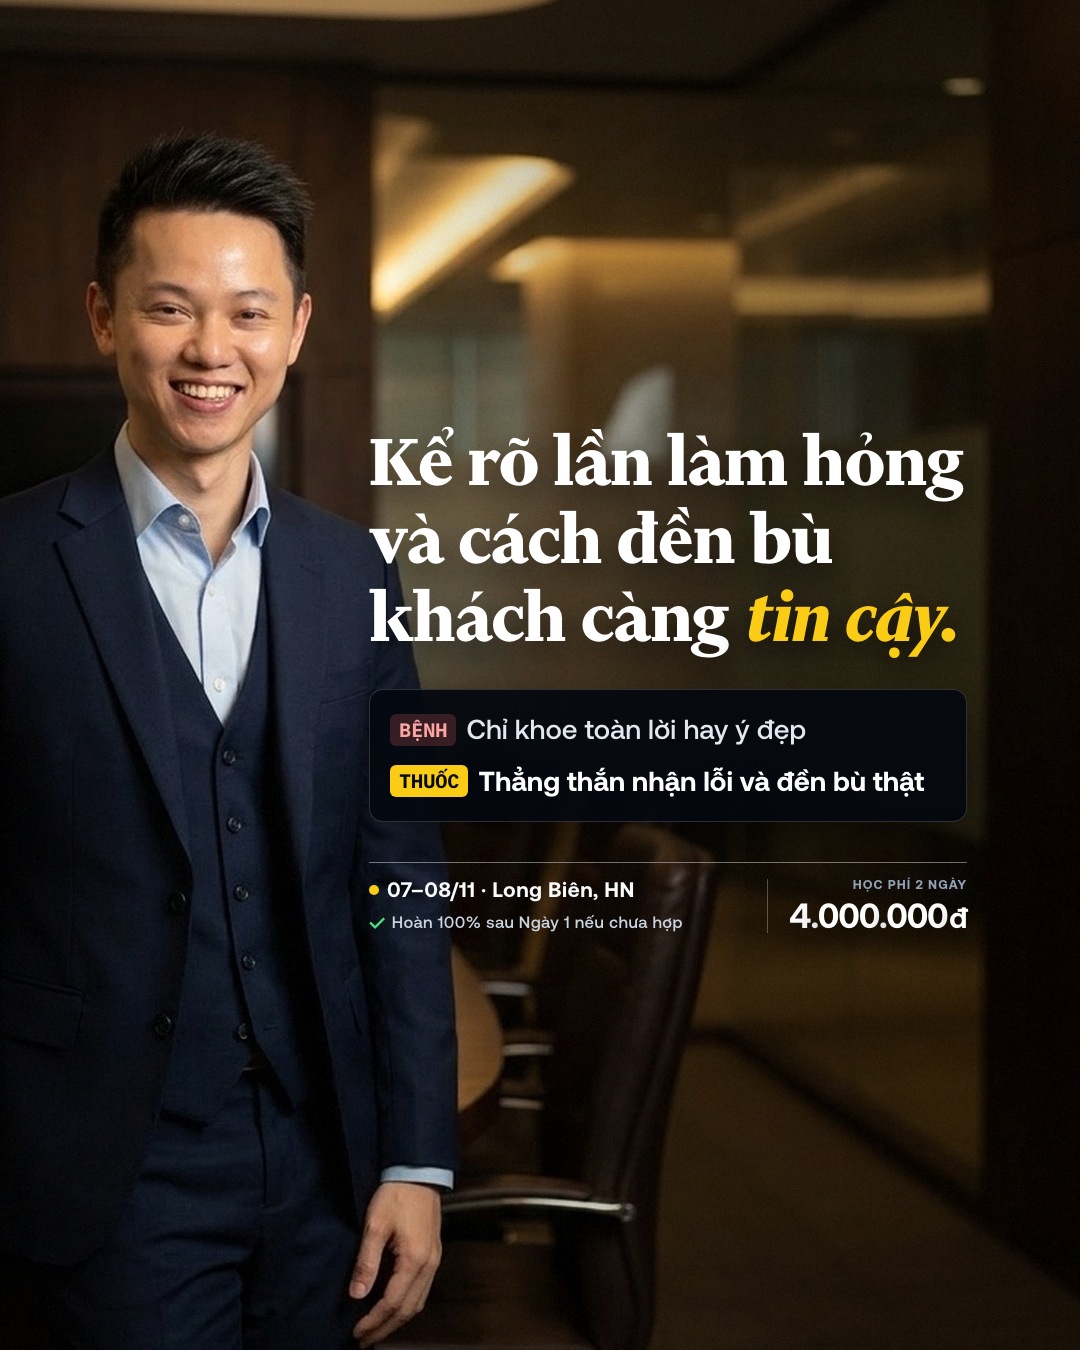 Kể rõ lần làm hỏng
và cách đền bù
khách càng tin cậy.
BỆNH Chỉ khoe toàn lời hay ý đẹp
THUỐC Thẳng thắn nhận lỗi và đền bù thật
07–08/11 · Long Biên, HN
Hoàn 100% sau Ngày 1 nếu chưa hợp
HỌC PHÍ 2 NGÀY
4.000.000đ